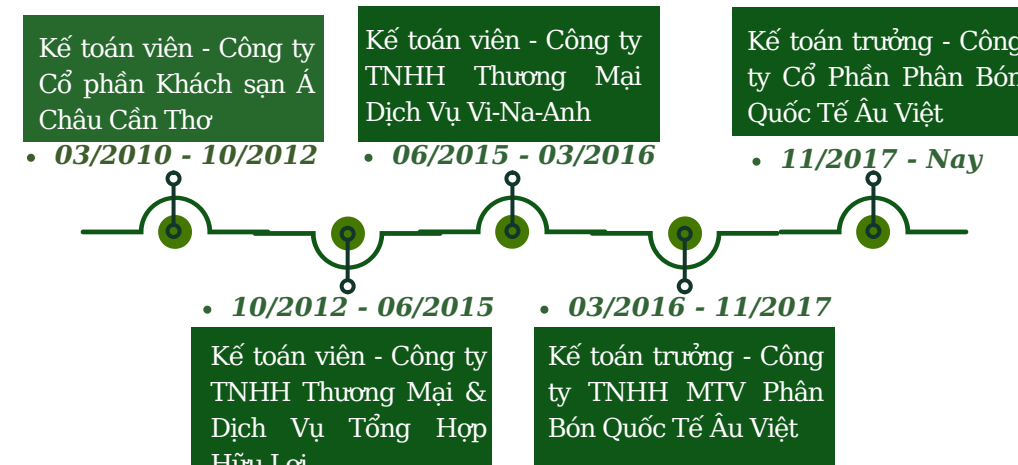 Kế toán viên - Công ty
Cổ phần Khách sạn Á
Châu Cần Thơ
• 03/2010 - 10/2012
Kế toán viên - Công ty
TNHH Thương Mại
Dịch Vụ Vi-Na-Anh
• 06/2015 - 03/2016
Kế toán trưởng - Công
ty Cổ Phần Phân Bón
Quốc Tế Âu Việt
• 11/2017 - Nay
• 10/2012 - 06/2015
Kế toán viên - Công ty
TNHH Thương Mại &
Dịch Vụ Tổng Hợp
Hữu Lợi
• 03/2016 - 11/2017
Kế toán trưởng - Công
ty TNHH MTV Phân
Bón Quốc Tế Âu Việt